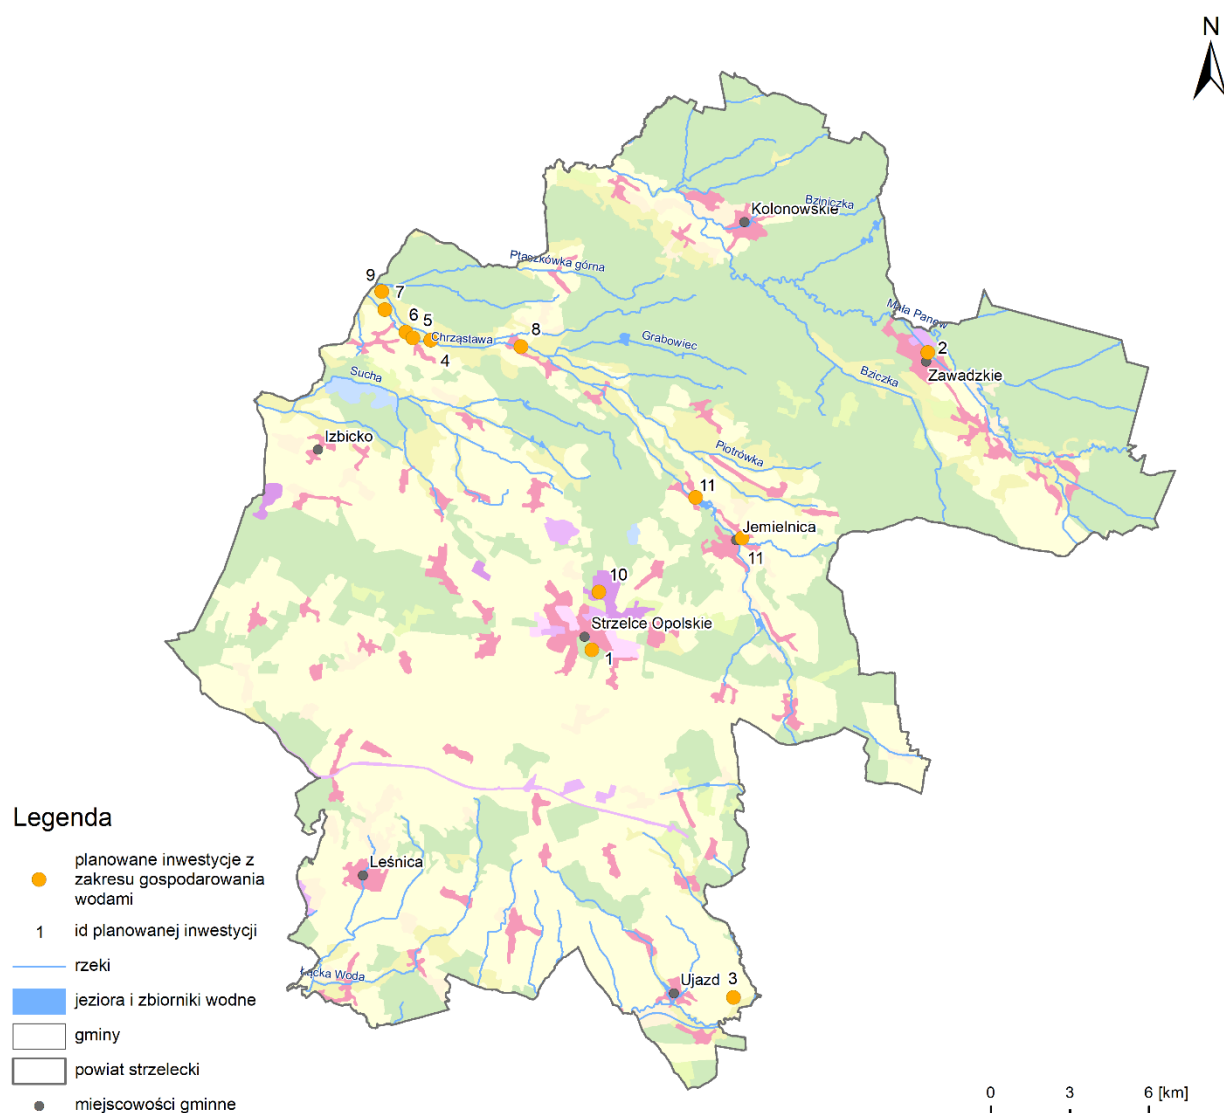 N
Kolonowskie
Bziniczka
Ptaszkówka górna
9
7
6
5
Chrząstawa
4
8
Grabowiec
Mała Panew
2
Zawadzkie
Bziczka
Sucha
Izbicko
Piotrówka
11
Jemielnica
11
10
Strzelce Opolskie
1
Leśnica
Łącka Woda
Ujazd
3
Legenda
planowane inwestycje z
zakresu gospodarowania
wodami
1
id planowanej inwestycji
rzeki
jeziora i zbiorniki wodne
gminy
powiat strzelecki
miejscowości gminne
0 3 6 [km]